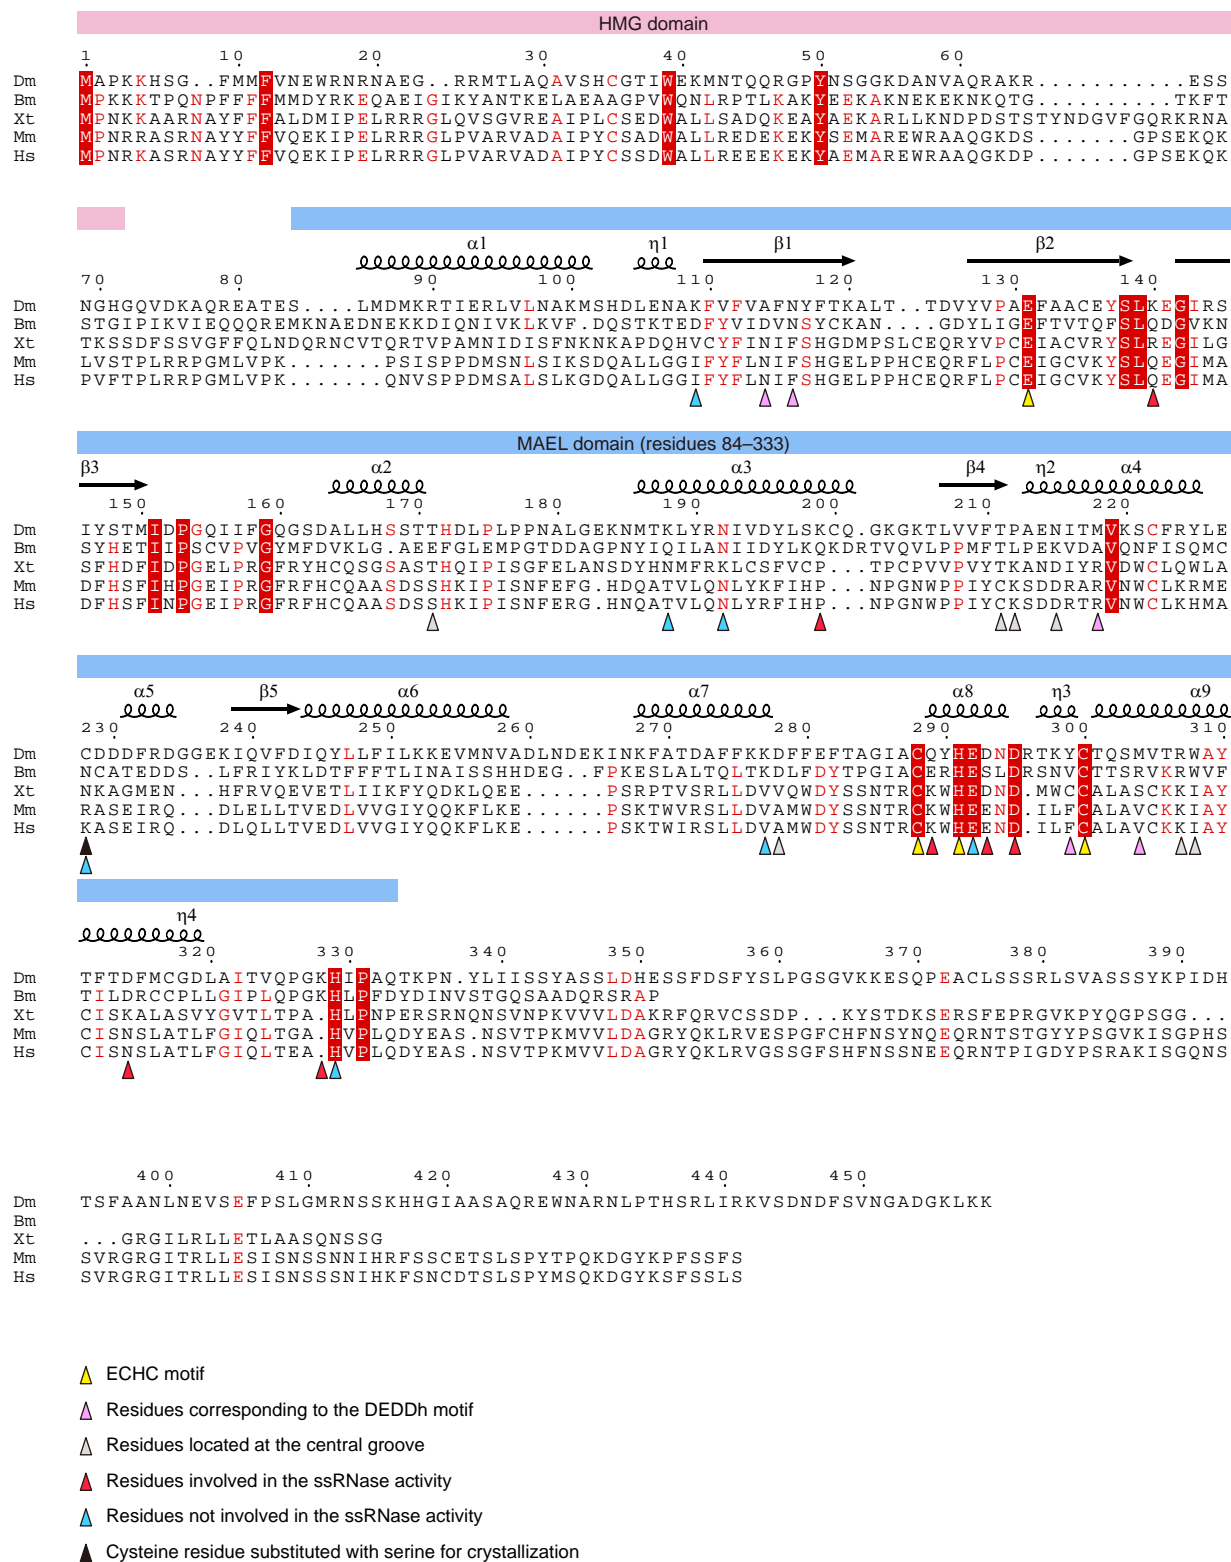 HMG domain
1 10 20 30 40 50 60
Dm MAPKKHSG..FMMFVNEWRNRNAEG..RRMTLAQAVSHCGTIWEKMNTQQRGPYNSGGKDANVAQRAKR.........ESS
Bm MPKKKTPQNPFFFFMMDYRKEQAEIGIKYANTKELAEAAGPVWQNLRPTLKAKYEEKAKNEKEKNKQTG.........TKFT
Xt MPNKKAARNAYFFFALDMIPELRRRGLQVSGVREAIPLCSEDWALLSADQKEAYAEKARLLKNDPDSTSTYNDGVFGQRKRNA
Mm MPNRRASRNAYYFFVQEKIPELRRRGLPVARVADAIPYCSADWALLREDEKEKYSEMAREWRAAQGKDS.......GPSEKQK
Hs MPNRKASRNAYYFFVQEKIPELRRRGLPVARVADAIPYCSSDWALLREEEKEKYAEMAREWRAAQGKDP.......GPSEKQK
α1 η1 β1 β2
70 80 90 100 110 120 130 140
Dm NGHGQVDKAQREATES....LMDMKRTIERLVLNAKMSHDLENAKFVFVAFNYFTKALT..TDVYVPAEFAACEYSLKEGIRS
Bm STGIPIKVIEQQQREMKNAEDNEKKDIQNIVKLKVF.DQSTKTEDFYVIDVNSYCKAN....GDYLIGEFTVTQFSLQDGVKN
Xt TKSSDFSSVGFFQLNDQRNCVTQRTVPAMNIDISFNKNKAPDQHVCYFINIFSHGDMPSLCEQRYVPCEIACVRYSLREGILG
Mm LVSTPLRRPGMLVPK.......PSISPPDMSNLSIKSDQALLGGIFYFLNIFSHGELPPHCEQRFLPCEIGCVKYSLQEGIMA
Hs PVFTPLRRPGMLVPK.......QNVSPPDMSALSLKGDQALLGGIFYFLNIFSHGELPPHCEQRFLPCEIGCVKYSLQEGIMA
MAEL domain (residues 84–333)
β3 α2 α3 β4 η2 α4
150 160 170 180 190 200 210 220
Dm IYSTMIDPGQIIFGQGSDALLHSSTTHDLPLPPNALGEKNMTKLYRNIVDYLSKCQ.GKGKTLVVFTPAENITMVKSCFRYLE
Bm SYHETIIPSCVPVGYMFDVKLG.AEEFGLEMPGTDDAGPNYIQILANIIDYLKQKDRTVQVLPPMFTLPEKVDAVQNFISQMC
Xt SFHDFIDPGELPRGFRYHCQSGSASTHQIPISGFELANSDYHNMFRKLCSFVCP...TPCPVVPVYTKANDIYRVDWCLQWLA
Mm DFHSFIHPGEIPRGFRFHCQAASDSSHKIPISNFEFG.HDQATVLQNLYKFIHP...NPGNWPPIYCKSDDRARVNWCLKRME
Hs DFHSFINPGEIPRGFRFHCQAASDSSHKIPISNFERG.HNQATVLQNLYRFIHP...NPGNWPPIYCKSDDRTRVNWCLKHMA
α5 β5 α6 α7 α8 η3 α9
230 240 250 260 270 280 290 300 310
Dm CDDDFRDGGEKIQVFDIQYLLFILKKEVMNVADLNDEKINKFATDAFFKKDFFEFTAGIACQYHEDNDRTKYCTQSMVTRWAY
Bm NCATEDDS..LFRIYKLDTFFFTLINAISSHHDEG..FPKESLALTQLTKDLFDYTPGIACERHESLDRSNVCTTSRVKRWVF
Xt NKAGMEN...HFRVQEVETLIIKFYQDKLQEE.....PSRPTVSRLLDVVQWDYSSNTRCKWHEDND.MWCCALASCKKIAY
Mm RASEIRQ...DLELLTVEDLVVGIYQQKFLKE......PSKTWVRSLLDVAMWDYSSNTRCKWHEEND.ILFCALAVCKKIAY
Hs KASEIRQ...DLQLLTVEDLVVGIYQQKFLKE......PSKTWIRSLLDVAMWDYSSNTRCKWHEEND.ILFCALAVCKKIAY
η4
320 330 340 350 360 370 380 390
Dm TFTDFMCGDLAITVQPGKHIPAQTKPN.YLIISSYASSLDHESSFDSFYSLPGSGVKKESQPEACLSSSRLSVASSSYKPIDH
Bm TILDRCCPLLGIPLQPGKHLPFDYDINVSTGQSAADQRSRAP
Xt CISKALASVYGVTLTPA.HLPNPERSRNQNSVNPKVVVLDAKRFQRVCSSDP...KYSTDKSERSFEPRGVKPYQGPSGG...
Mm CISNSLATLFGIQLTGA.HVPLQDYEAS.NSVTPKMVVLDAGRYQKLRVESPGFCHFNSYNQEQRNTSTGYYPSGVKISGPHS
Hs CISNSLATLFGIQLTEA.HVPLQDYEAS.NSVTPKMVVLDAGRYQKLRVGSSGFSHFNSSNEEQRNTPIGDYPSRAKISGQNS
400 410 420 430 440 450
Dm TSFAANLNEVSEFPSLGMRNSSKHHGIAASAQREWNARNLPTHSRLIRKVSDNDFSVNGADGKLKK
Bm
Xt ...GRGILRLLETLAASQNSSG
Mm SVRGRGITRLLESISNSSNNIHRFSSCETSLSPYTPQKDGYKPFSSFS
Hs SVRGRGITRLLESISNSSSNIHKFSNCDTSLSPYMSQKDGYKSFSSLS
ECHC motif
Residues corresponding to the DEDDh motif
Residues located at the central groove
Residues involved in the ssRNase activity
Residues not involved in the ssRNase activity
Cysteine residue substituted with serine for crystallization